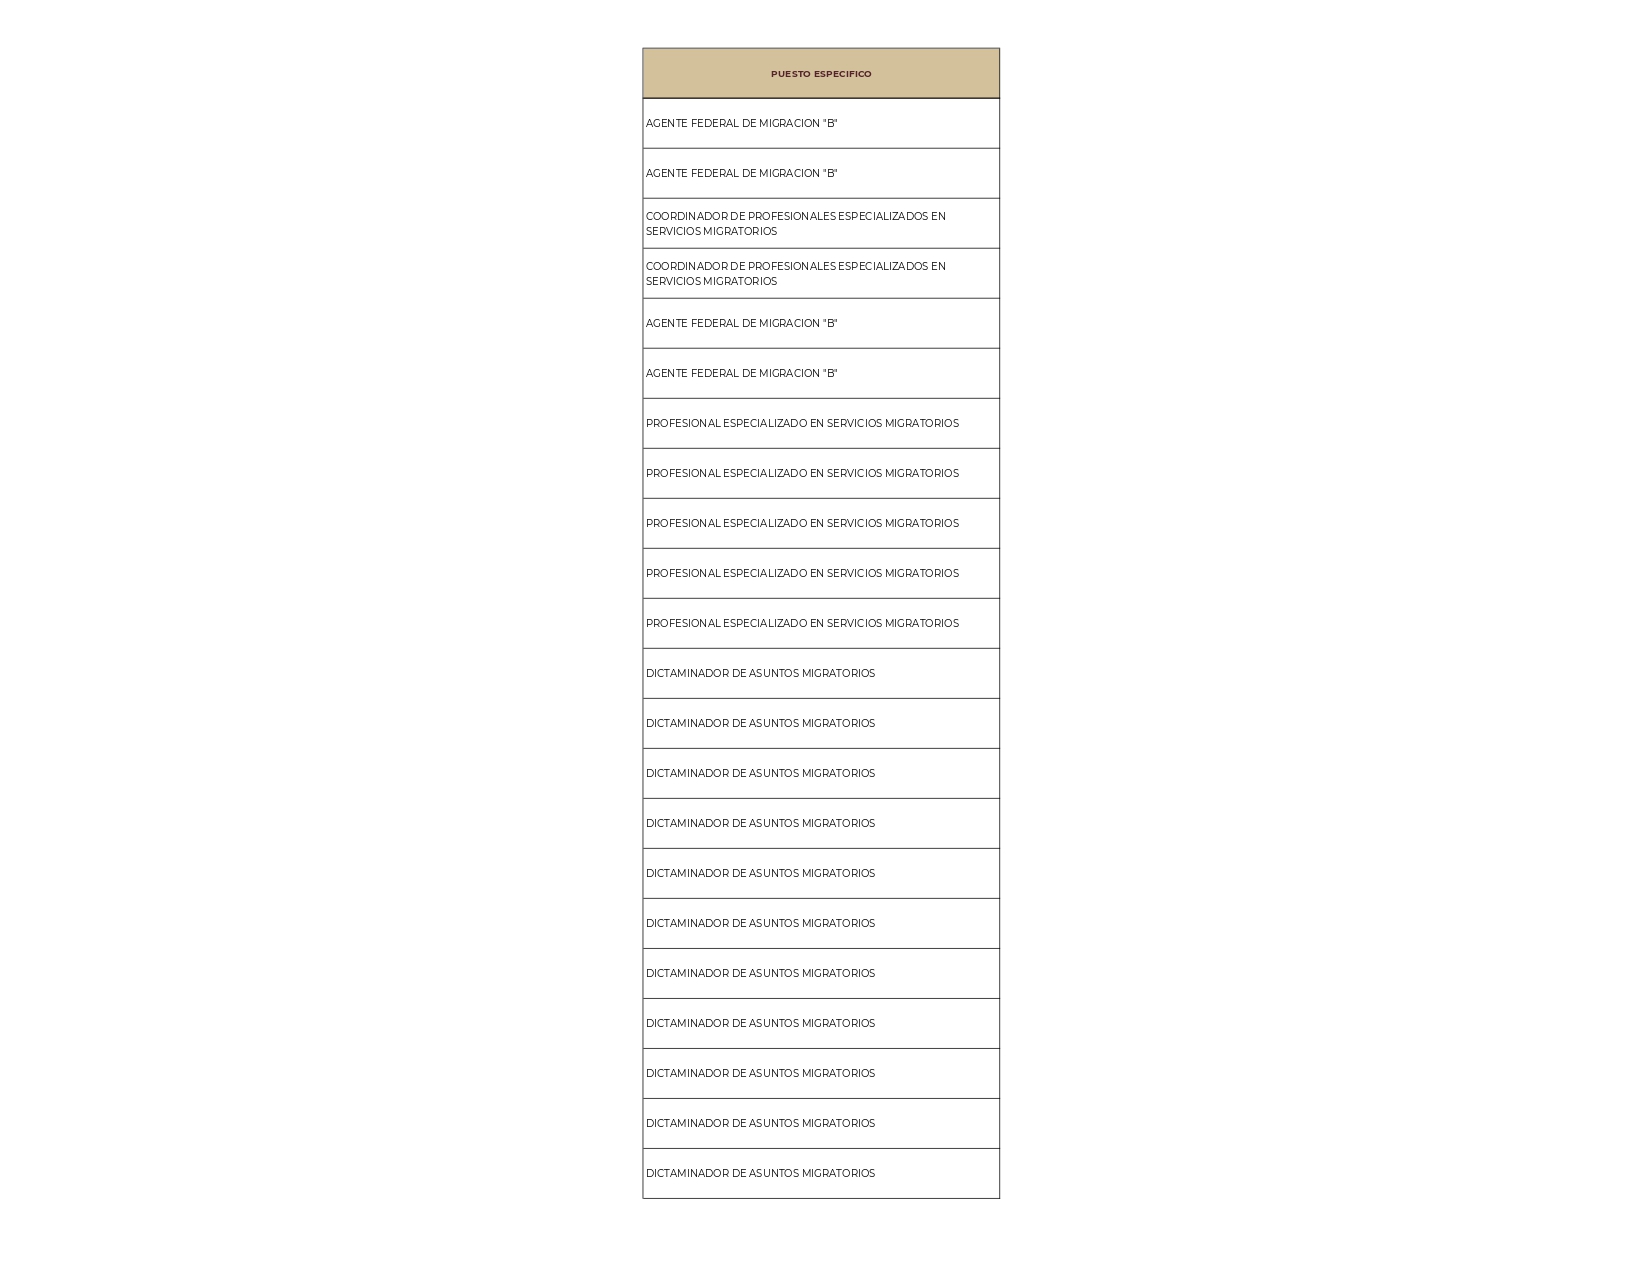 PUESTO ESPECIFICO
AGENTE FEDERAL DE MIGRACION "B"
AGENTE FEDERAL DE MIGRACION "B"
COORDINADOR DE PROFESIONALES ESPECIALIZADOS EN
SERVICIOS MIGRATORIOS
COORDINADOR DE PROFESIONALES ESPECIALIZADOS EN
SERVICIOS MIGRATORIOS
AGENTE FEDERAL DE MIGRACION "B"
AGENTE FEDERAL DE MIGRACION "B"
PROFESIONAL ESPECIALIZADO EN SERVICIOS MIGRATORIOS
PROFESIONAL ESPECIALIZADO EN SERVICIOS MIGRATORIOS
PROFESIONAL ESPECIALIZADO EN SERVICIOS MIGRATORIOS
PROFESIONAL ESPECIALIZADO EN SERVICIOS MIGRATORIOS
PROFESIONAL ESPECIALIZADO EN SERVICIOS MIGRATORIOS
DICTAMINADOR DE ASUNTOS MIGRATORIOS
DICTAMINADOR DE ASUNTOS MIGRATORIOS
DICTAMINADOR DE ASUNTOS MIGRATORIOS
DICTAMINADOR DE ASUNTOS MIGRATORIOS
DICTAMINADOR DE ASUNTOS MIGRATORIOS
DICTAMINADOR DE ASUNTOS MIGRATORIOS
DICTAMINADOR DE ASUNTOS MIGRATORIOS
DICTAMINADOR DE ASUNTOS MIGRATORIOS
DICTAMINADOR DE ASUNTOS MIGRATORIOS
DICTAMINADOR DE ASUNTOS MIGRATORIOS
DICTAMINADOR DE ASUNTOS MIGRATORIOS